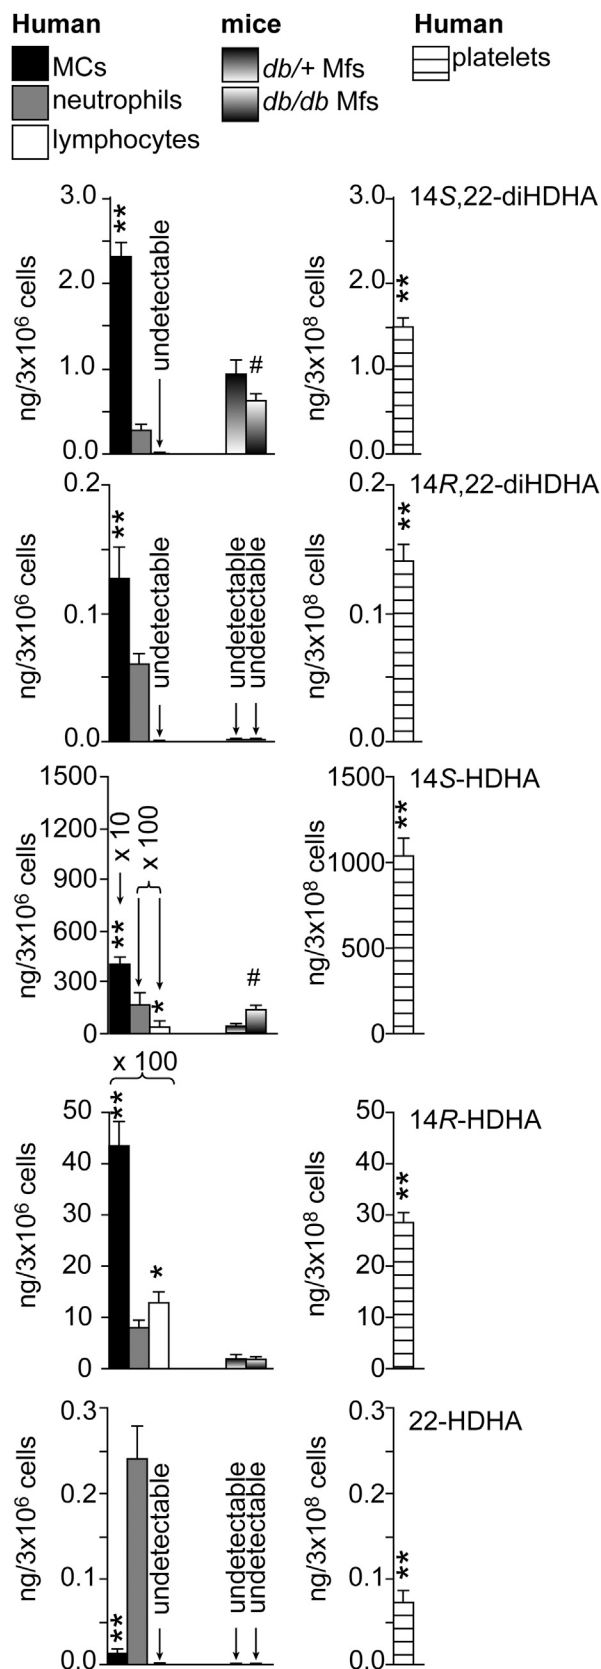 Human
MCs
neutrophils
lymphocytes
mice
db/+ Mfs
db/db Mfs
Human
platelets
ng/3x10⁶ cells
3.0
2.0
1.0
0.0
**
undetectable
#
ng/3x10⁸ cells
3.0
2.0
1.0
0.0
**
14S,22-diHDHA
ng/3x10⁶ cells
0.2
0.1
0.0
**
undetectable
undetectable
undetectable
ng/3x10⁸ cells
0.2
0.1
0.0
**
14R,22-diHDHA
ng/3x10⁶ cells
1500
1200
900
600
300
0
x 10
**
x 100
*
#
ng/3x10⁸ cells
1500
1000
500
0
**
14S-HDHA
ng/3x10⁶ cells
x 100
50
40
30
20
10
0
**
*
ng/3x10⁸ cells
50
40
30
20
10
0
**
14R-HDHA
ng/3x10⁶ cells
0.3
0.2
0.1
0.0
**
undetectable
undetectable
undetectable
ng/3x10⁸ cells
0.3
0.2
0.1
0.0
**
22-HDHA